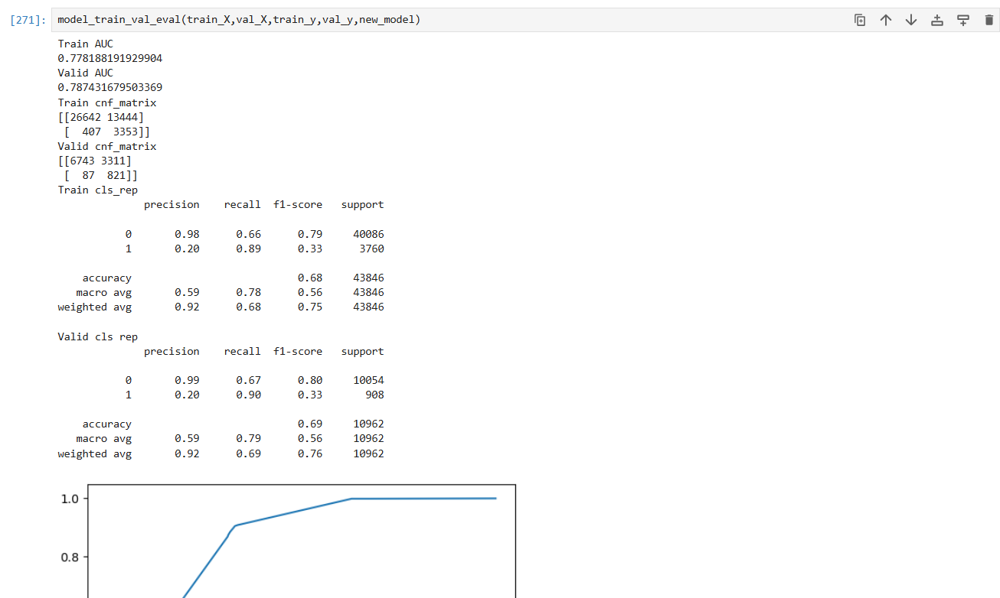 [271]: model_train_val_eval(train_X,val_X,train_y,val_y,new_model)
Train AUC
0.778188191929904
Valid AUC
0.787431679503369
Train cnf_matrix
[[26642 13444]
 [  407  3353]]
Valid cnf_matrix
[[6743 3311]
 [  87  821]]
Train cls_rep
              precision    recall  f1-score   support

           0       0.98      0.66      0.79     40086
           1       0.20      0.89      0.33      3760

    accuracy                           0.68     43846
   macro avg       0.59      0.78      0.56     43846
weighted avg       0.92      0.68      0.75     43846

Valid cls rep
              precision    recall  f1-score   support

           0       0.99      0.67      0.80     10054
           1       0.20      0.90      0.33       908

    accuracy                           0.69     10962
   macro avg       0.59      0.79      0.56     10962
weighted avg       0.92      0.69      0.76     10962

1.0
0.8